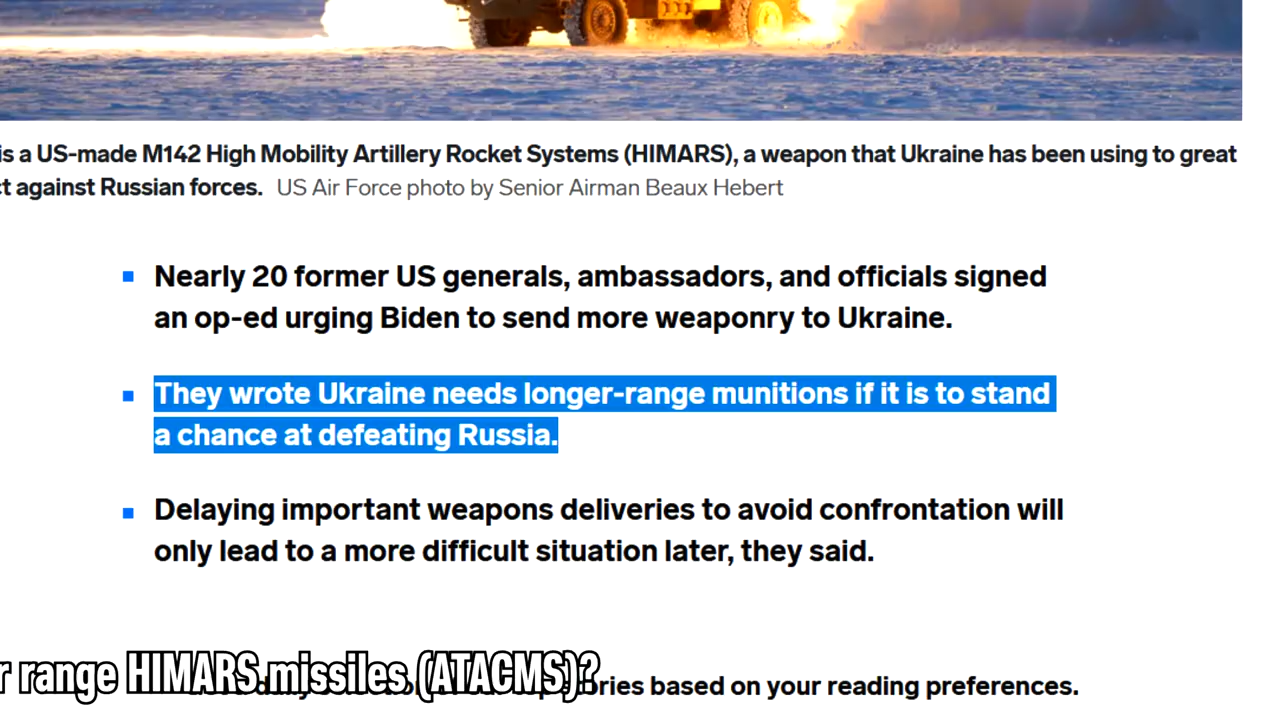 is a US-made M142 High Mobility Artillery Rocket Systems (HIMARS), a weapon that Ukraine has been using to great
against Russian forces. US Air Force photo by Senior Airman Beaux Hebert
Nearly 20 former US generals, ambassadors, and officials signed
an op-ed urging Biden to send more weaponry to Ukraine.
They wrote Ukraine needs longer-range munitions if it is to stand
a chance at defeating Russia.
Delaying important weapons deliveries to avoid confrontation will
only lead to a more difficult situation later, they said.
range HIMARS missiles (ATACMS)?
based on your reading preferences.